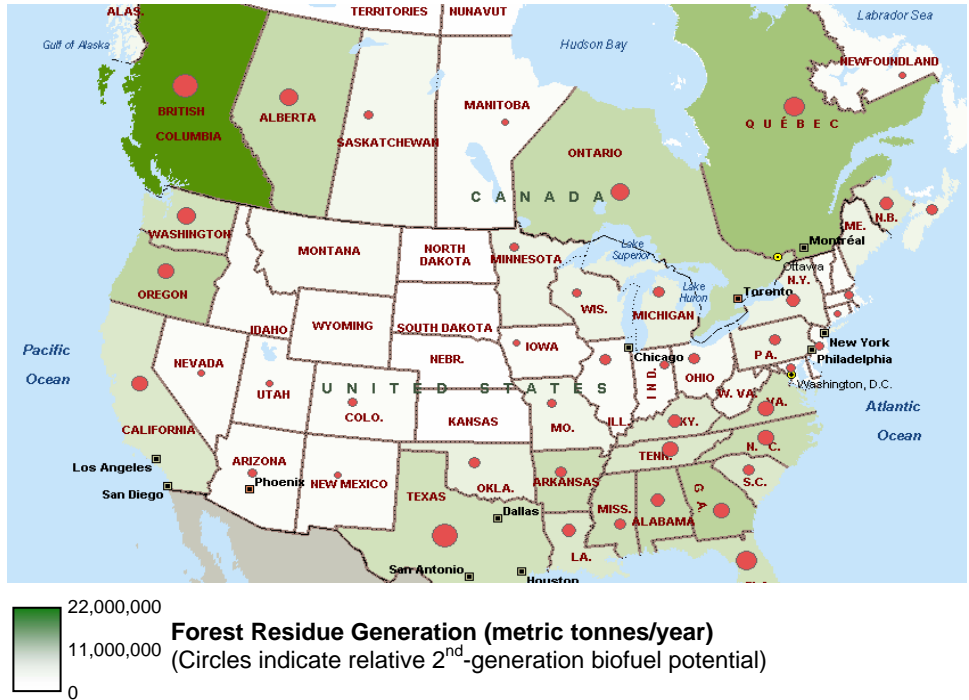 ALAS.
TERRITORIES
NUNAVUT
Labrador Sea
Gulf of Alaska
Hudson Bay
NEWFOUNDLAND
BRITISH
COLUMBIA
ALBERTA
SASKATCHEWAN
MANITOBA
ONTARIO
QUÉBEC
CANADA
WASHINGTON
MONTANA
NORTH
DAKOTA
MINNESOTA
Lake
Superior
ME.
N.B.
Montréal
Ottawa
OREGON
IDAHO
WYOMING
SOUTH DAKOTA
WIS.
MICHIGAN
Lake
Huron
Toronto
N.Y.
Pacific
Ocean
NEVADA
UTAH
NEBR.
IOWA
Chicago
New York
Philadelphia
PA.
OHIO
IND.
ILL.
UNITED STATES
Washington, D.C.
W. VA.
VA.
CALIFORNIA
COLO.
KANSAS
MO.
KY.
Atlantic
Ocean
Los Angeles
San Diego
ARIZONA
Phoenix
NEW MEXICO
OKLA.
ARKANSAS
TENN.
N. C.
S.C.
TEXAS
Dallas
MISS.
ALABAMA
GA.
LA.
San Antonio
Houston
22,000,000
11,000,000
0
Forest Residue Generation (metric tonnes/year)
(Circles indicate relative 2nd-generation biofuel potential)